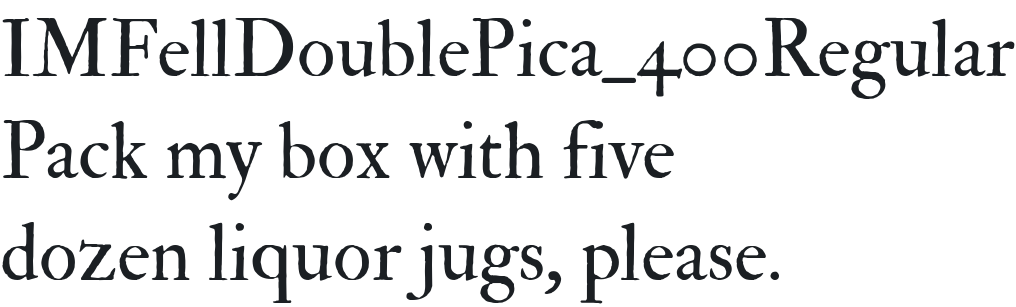 IMFellDoublePica_400Regular
Pack my box with five
dozen liquor jugs, please.